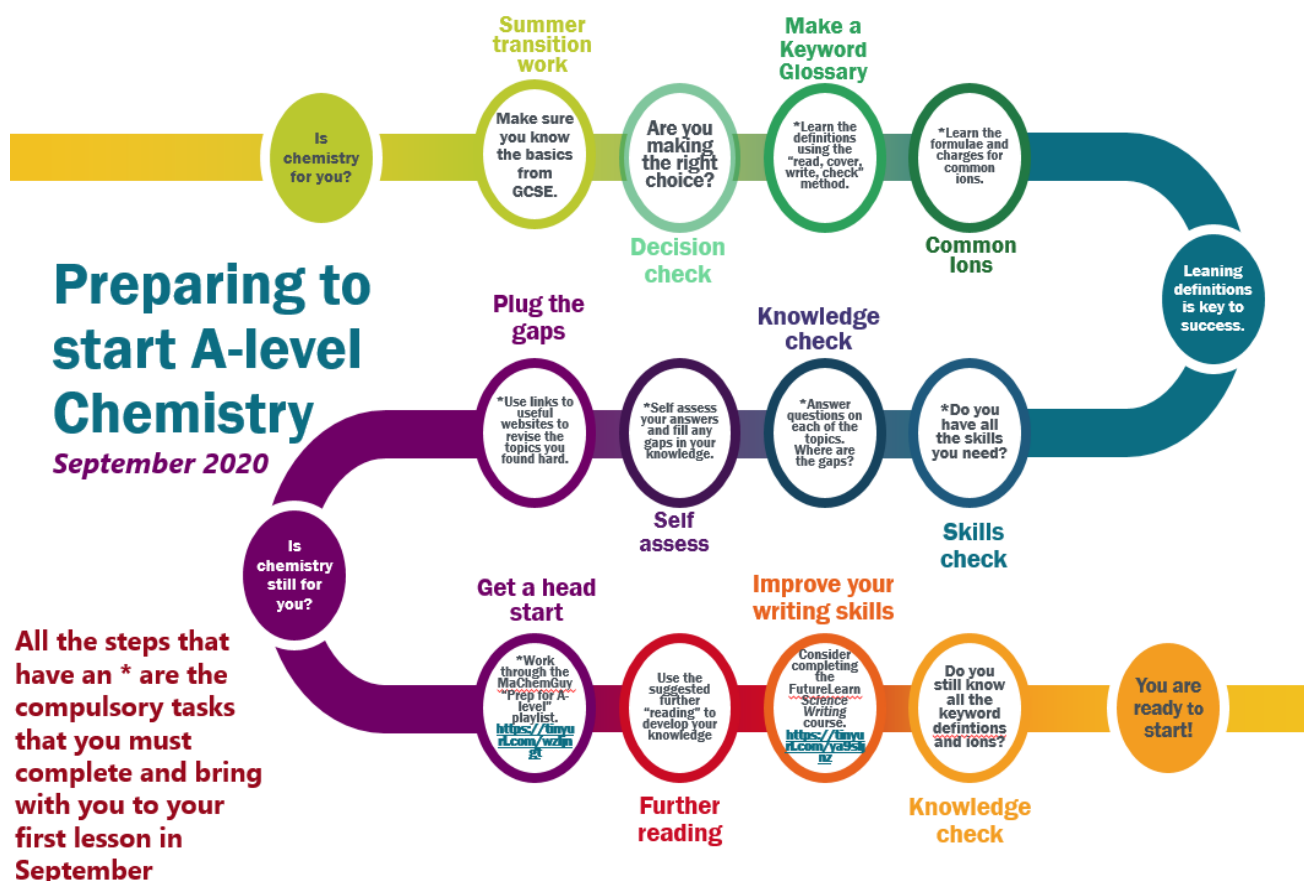 Summer
transition
work
Make a
Keyword
Glossary
Is
chemistry
for you?
Make sure
you know
the basics
from
GCSE.
Are you
making
the right
choice?
*Learn the
definitions
using the
"read, cover,
write, check"
method.
*Learn the
formulae and
charges for
common
ions.
Decision
check
Common
Ions
Leaning
definitions
is key to
success.
Preparing to
start A-level
Chemistry
September 2020
Plug the
gaps
Knowledge
check
*Use links to
useful
websites to
revise the
topics you
found hard.
*Self assess
your answers
and fill any
gaps in your
knowledge.
*Answer
questions on
each of the
topics.
Where are
the gaps?
*Do you
have all
the skills
you need?
Self
assess
Skills
check
Is
chemistry
still for
you?
Get a head
start
Improve your
writing skills
All the steps that
have an * are the
compulsory tasks
that you must
complete and bring
with you to your
first lesson in
September
*Work
through the
MaChemGuy
"Prep for A-
level"
playlist.
https://tinyu
rl.com/
Use the
suggested
further
"reading" to
develop your
knowledge
Consider
completing
the
FutureLearn
Science
Writing
course.
https://tinyu
rl.com/
Do you
still know
all the
keyword
defintions
and ions?
You are
ready to
start!
Further
reading
Knowledge
check